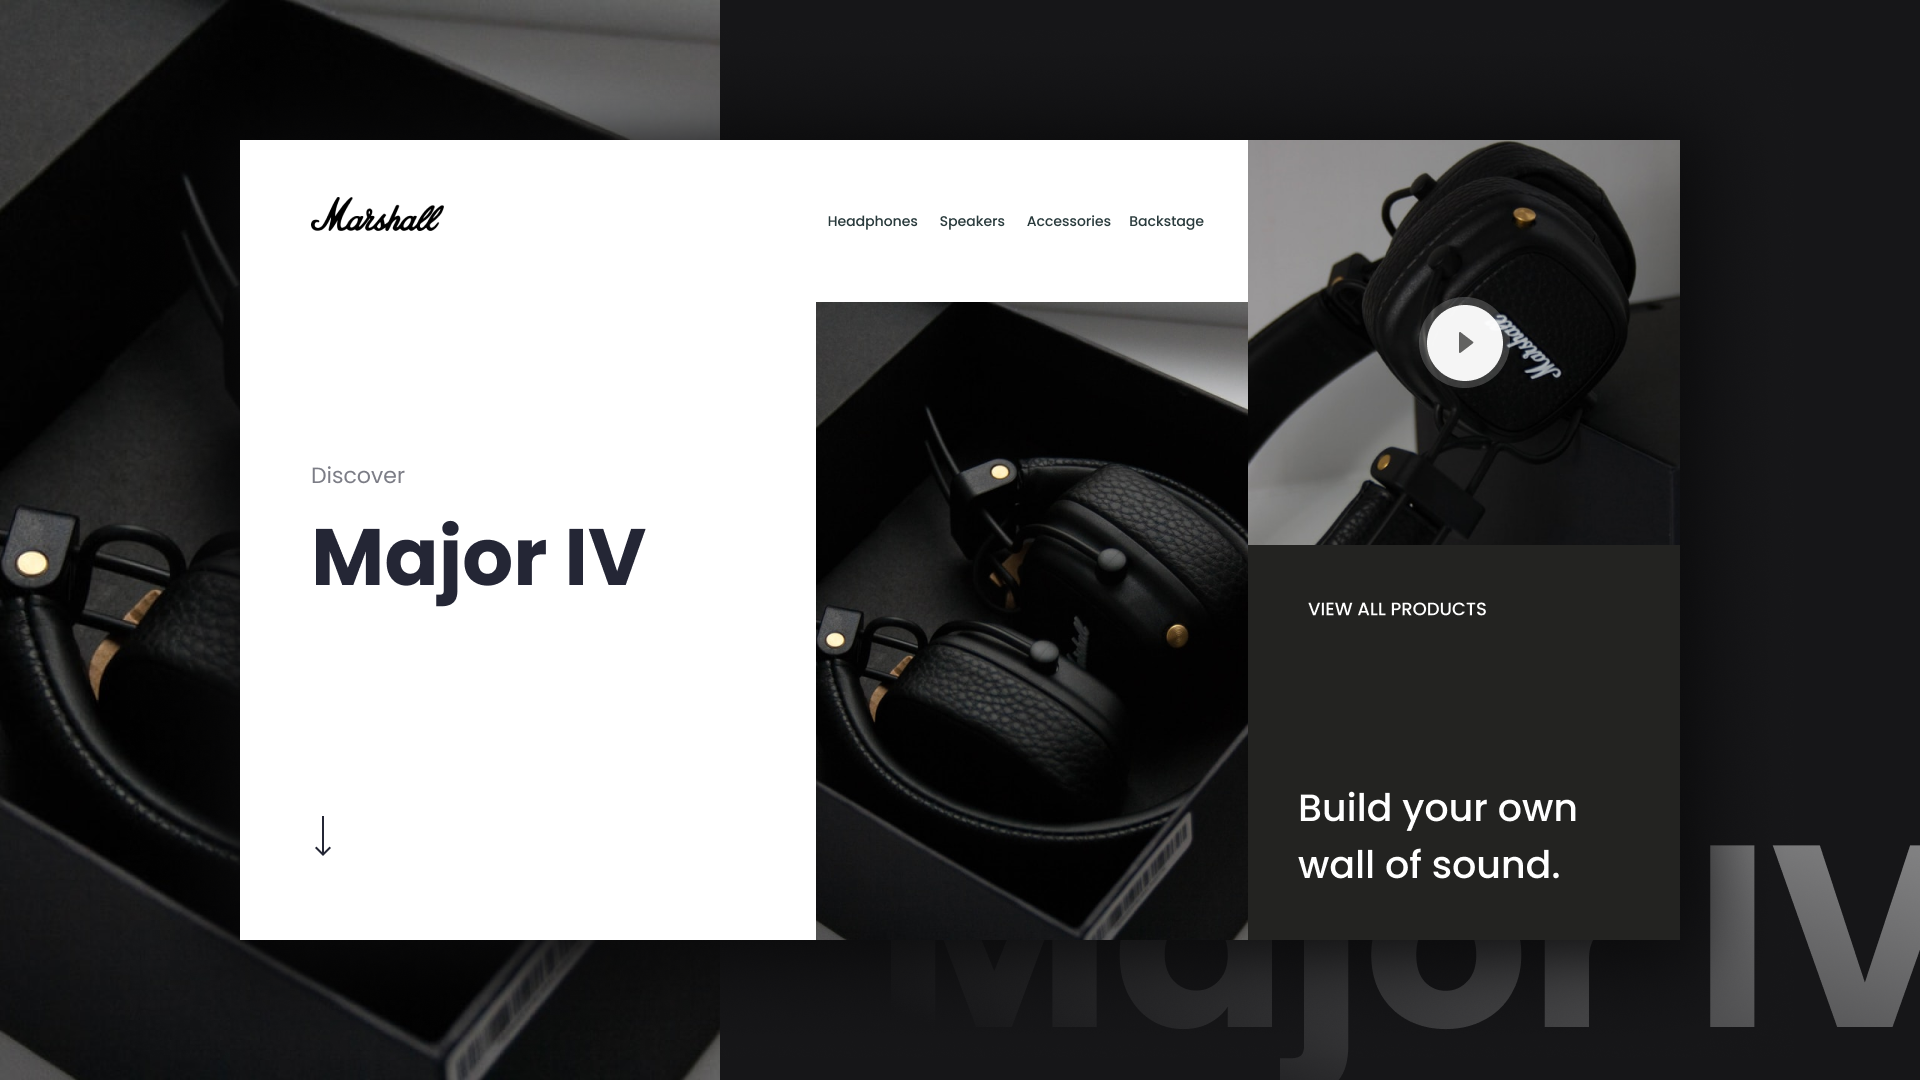 Marshall
Headphones Speakers Accessories Backstage
Discover
Major IV
Marshall
VIEW ALL PRODUCTS
Build your own
wall of sound.
Major IV